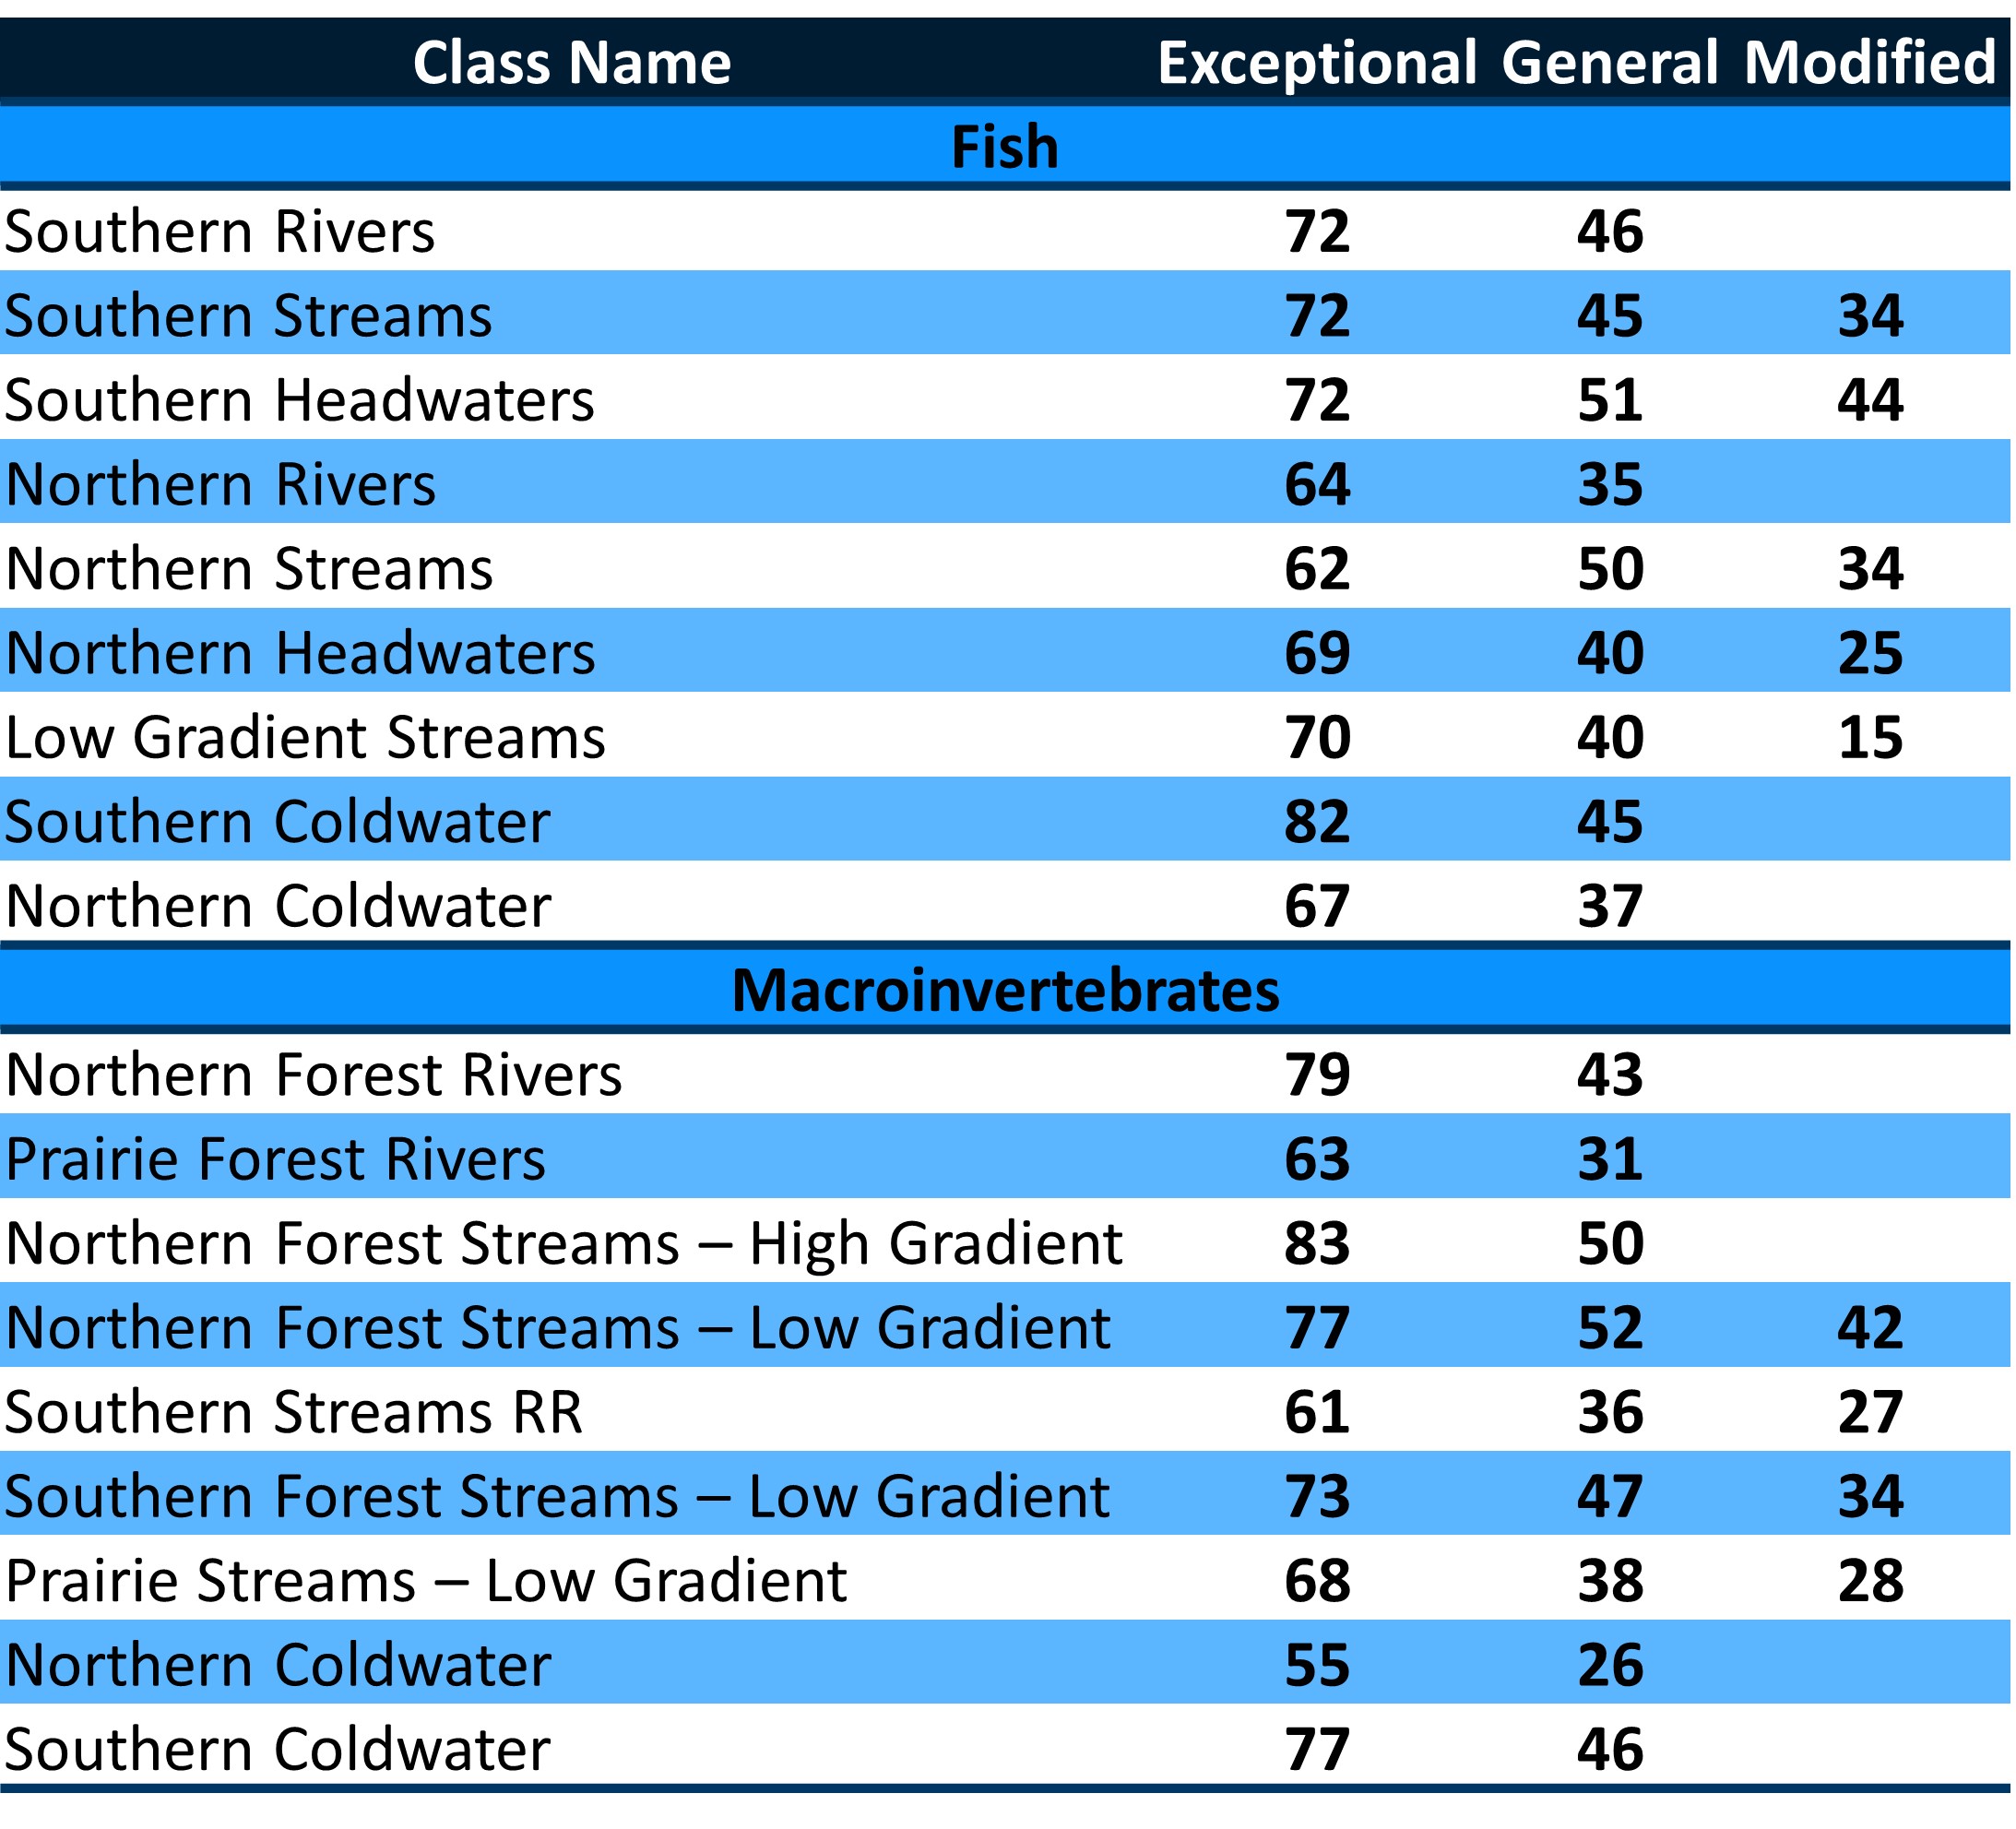 Class Name Exceptional General Modified
Fish
Southern Rivers 72 46
Southern Streams 72 45 34
Southern Headwaters 72 51 44
Northern Rivers 64 35
Northern Streams 62 50 34
Northern Headwaters 69 40 25
Low Gradient Streams 70 40 15
Southern Coldwater 82 45
Northern Coldwater 67 37
Macroinvertebrates
Northern Forest Rivers 79 43
Prairie Forest Rivers 63 31
Northern Forest Streams – High Gradient 83 50
Northern Forest Streams – Low Gradient 77 52 42
Southern Streams RR 61 36 27
Southern Forest Streams – Low Gradient 73 47 34
Prairie Streams – Low Gradient 68 38 28
Northern Coldwater 55 26
Southern Coldwater 77 46